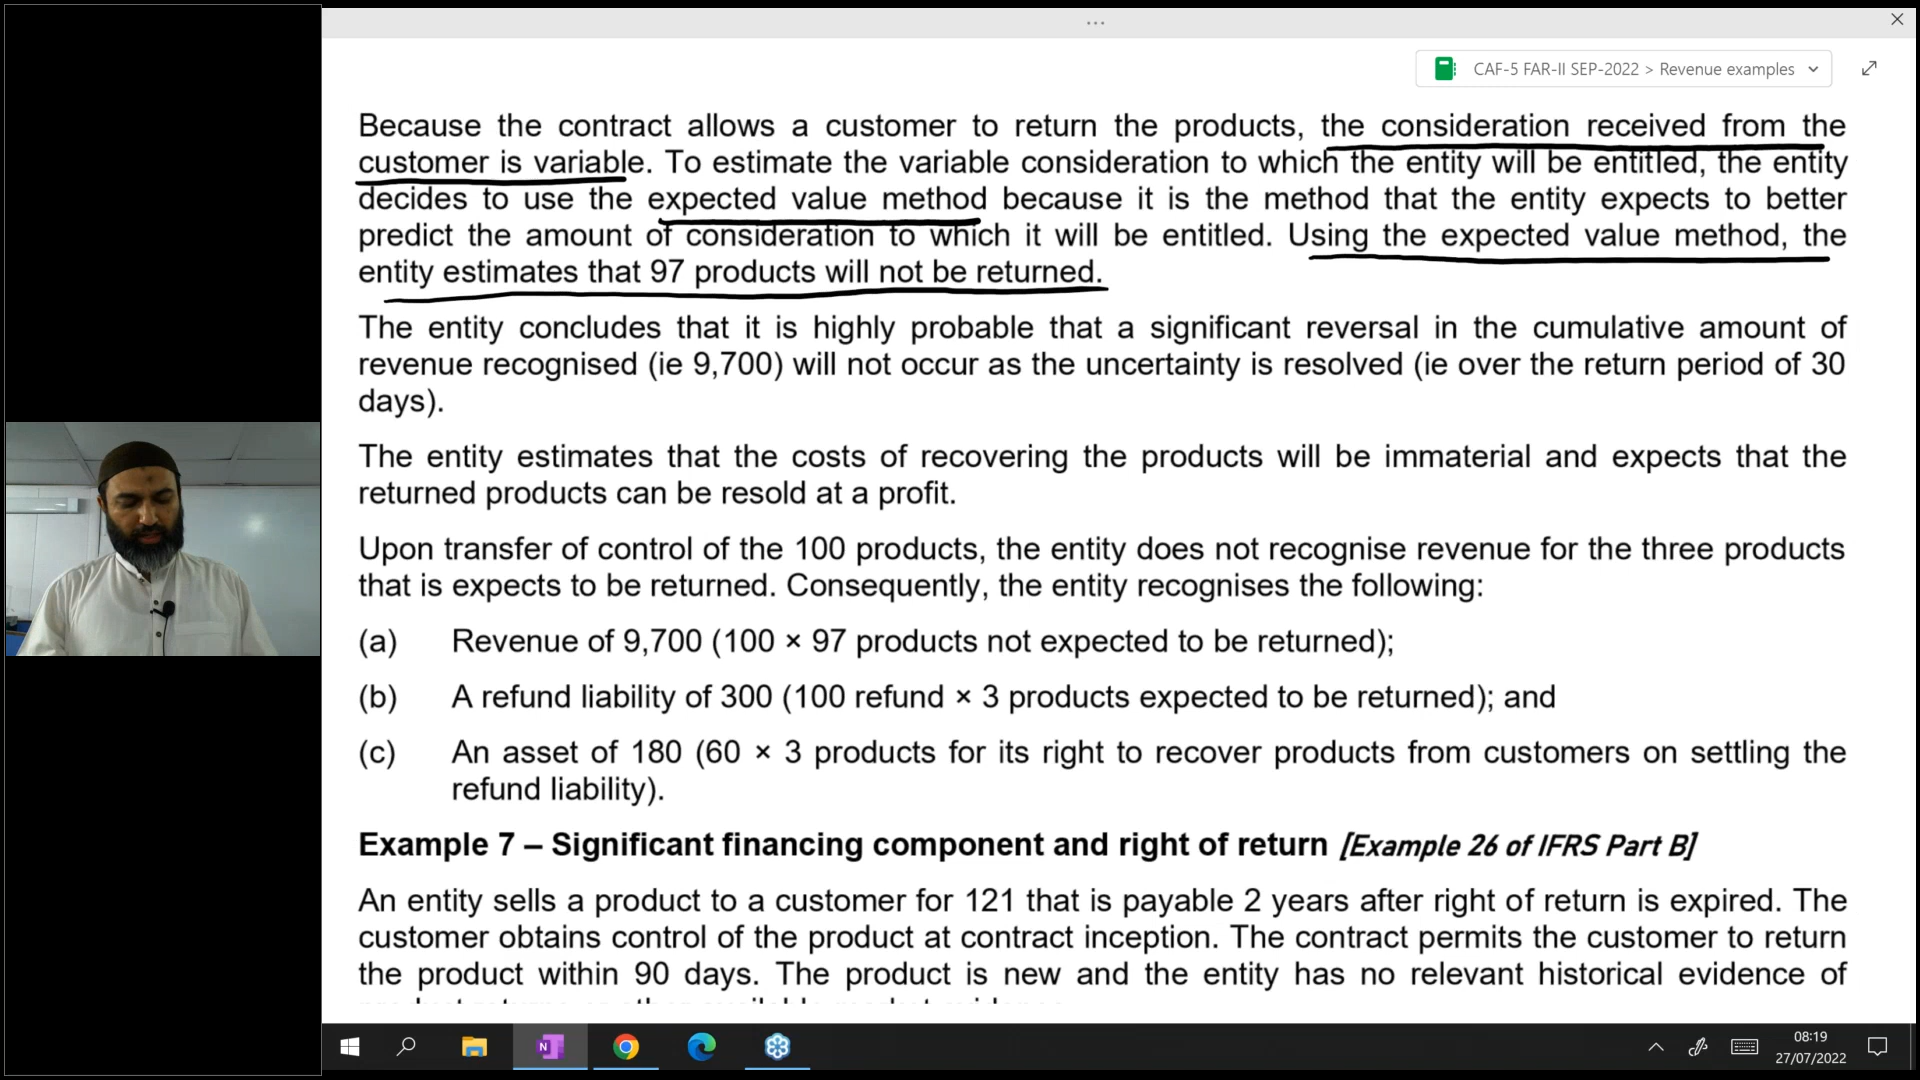 CAF-5 FAR-II SEP-2022 > Revenue examples
Because the contract allows a customer to return the products, the consideration received from the
customer is variable. To estimate the variable consideration to which the entity will be entitled, the entity
decides to use the expected value method because it is the method that the entity expects to better
predict the amount of consideration to which it will be entitled. Using the expected value method, the
entity estimates that 97 products will not be returned.
The entity concludes that it is highly probable that a significant reversal in the cumulative amount of
revenue recognised (ie 9,700) will not occur as the uncertainty is resolved (ie over the return period of 30
days).
The entity estimates that the costs of recovering the products will be immaterial and expects that the
returned products can be resold at a profit.
Upon transfer of control of the 100 products, the entity does not recognise revenue for the three products
that is expects to be returned. Consequently, the entity recognises the following:
(a) Revenue of 9,700 (100 × 97 products not expected to be returned);
(b) A refund liability of 300 (100 refund × 3 products expected to be returned); and
(c) An asset of 180 (60 × 3 products for its right to recover products from customers on settling the
refund liability).
Example 7 – Significant financing component and right of return [Example 26 of IFRS Part B]
An entity sells a product to a customer for 121 that is payable 2 years after right of return is expired. The
customer obtains control of the product at contract inception. The contract permits the customer to return
the product within 90 days. The product is new and the entity has no relevant historical evidence of
08:19
27/07/2022